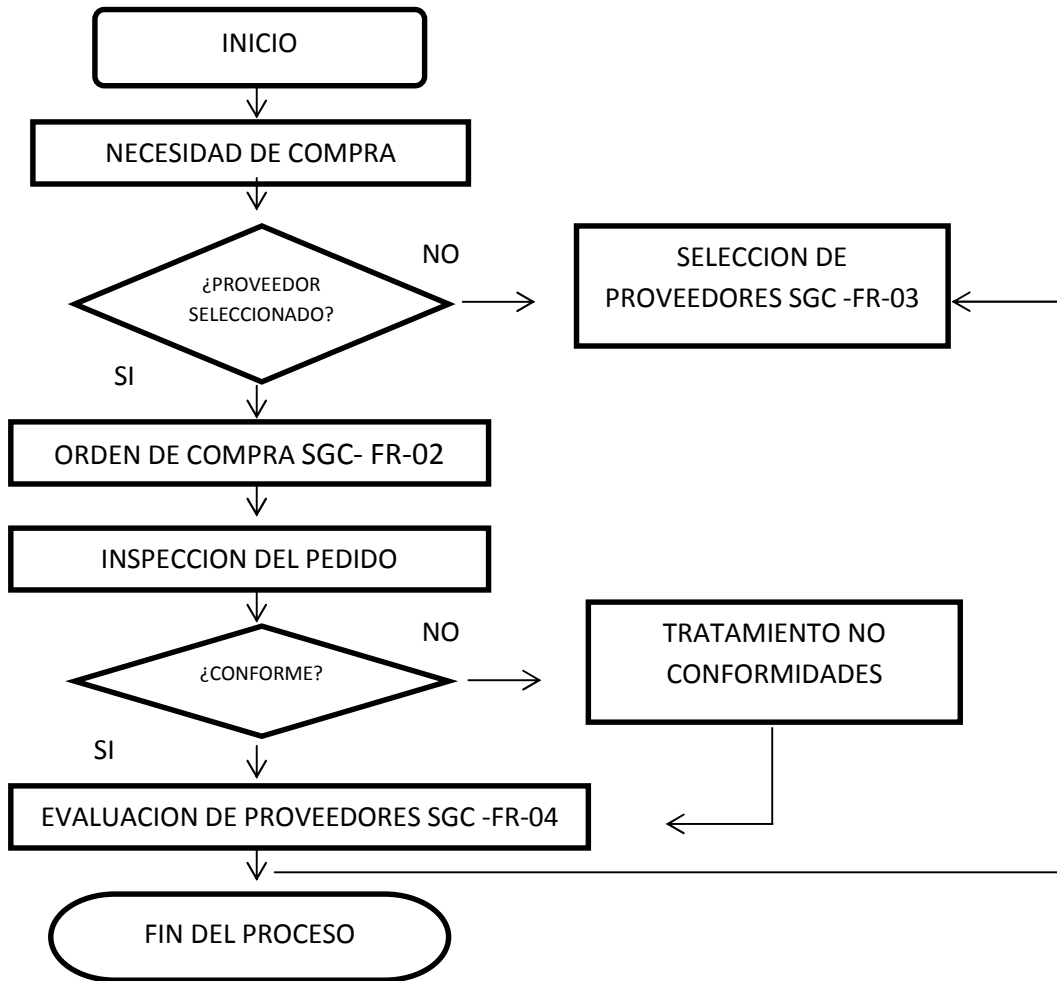 INICIO
NECESIDAD DE COMPRA
¿PROVEEDOR
SELECCIONADO?
NO
SELECCION DE
PROVEEDORES SGC -FR-03
SI
ORDEN DE COMPRA SGC- FR-02
INSPECCION DEL PEDIDO
¿CONFORME?
NO
TRATAMIENTO NO
CONFORMIDADES
SI
EVALUACION DE PROVEEDORES SGC -FR-04
FIN DEL PROCESO